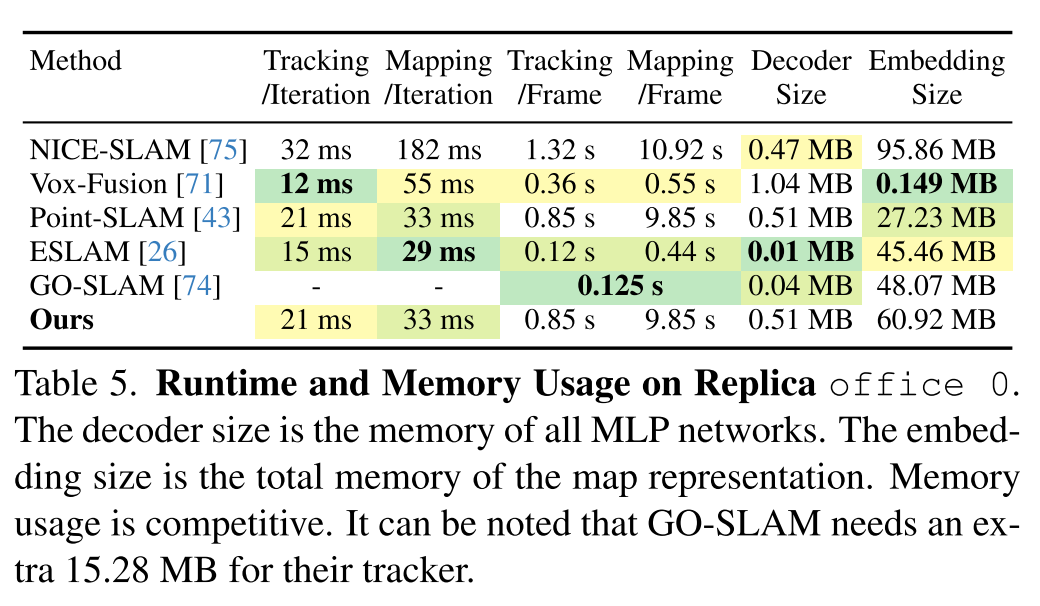 Method Tracking Mapping Tracking Mapping Decoder Embedding
/Iteration /Iteration /Frame /Frame Size Size
NICE-SLAM [75] 32 ms 182 ms 1.32 s 10.92 s 0.47 MB 95.86 MB
Vox-Fusion [71] 12 ms 55 ms 0.36 s 0.55 s 1.04 MB 0.149 MB
Point-SLAM [43] 21 ms 33 ms 0.85 s 9.85 s 0.51 MB 27.23 MB
ESLAM [26] 15 ms 29 ms 0.12 s 0.44 s 0.01 MB 45.46 MB
GO-SLAM [74] - - 0.125 s 0.04 MB 48.07 MB
Ours 21 ms 33 ms 0.85 s 9.85 s 0.51 MB 60.92 MB
Table 5. Runtime and Memory Usage on Replica office 0.
The decoder size is the memory of all MLP networks. The embed-
ding size is the total memory of the map representation. Memory
usage is competitive. It can be noted that GO-SLAM needs an ex-
tra 15.28 MB for their tracker.